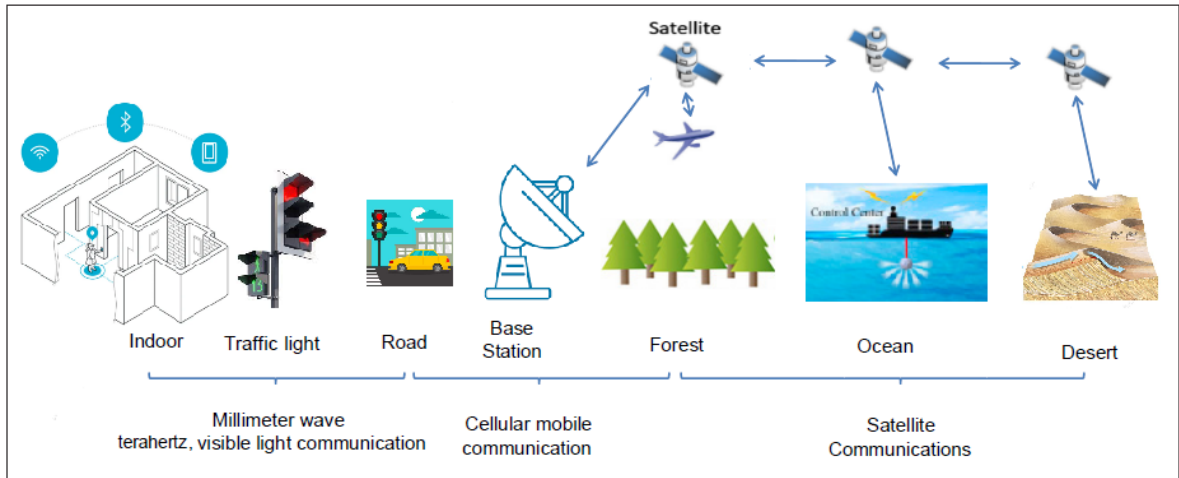 Satellite
Control Center
Indoor
Traffic light
Road
Base
Station
Forest
Ocean
Desert
Millimeter wave
terahertz, visible light communication
Cellular mobile
communication
Satellite
Communications